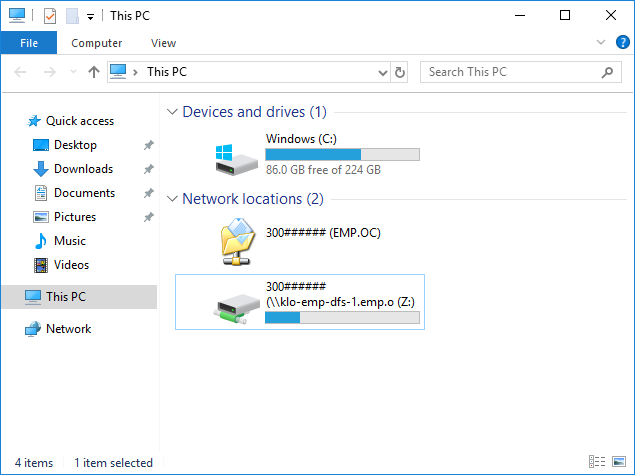 This PC
File Computer View
This PC
Search This PC
Quick access
Desktop
Downloads
Documents
Pictures
Music
Videos
This PC
Network
Devices and drives (1)
Windows (C:)
86.0 GB free of 224 GB
Network locations (2)
300###### (EMP.OC)
300######
(\\klo-emp-dfs-1.emp.o (Z:)
4 items 1 item selected